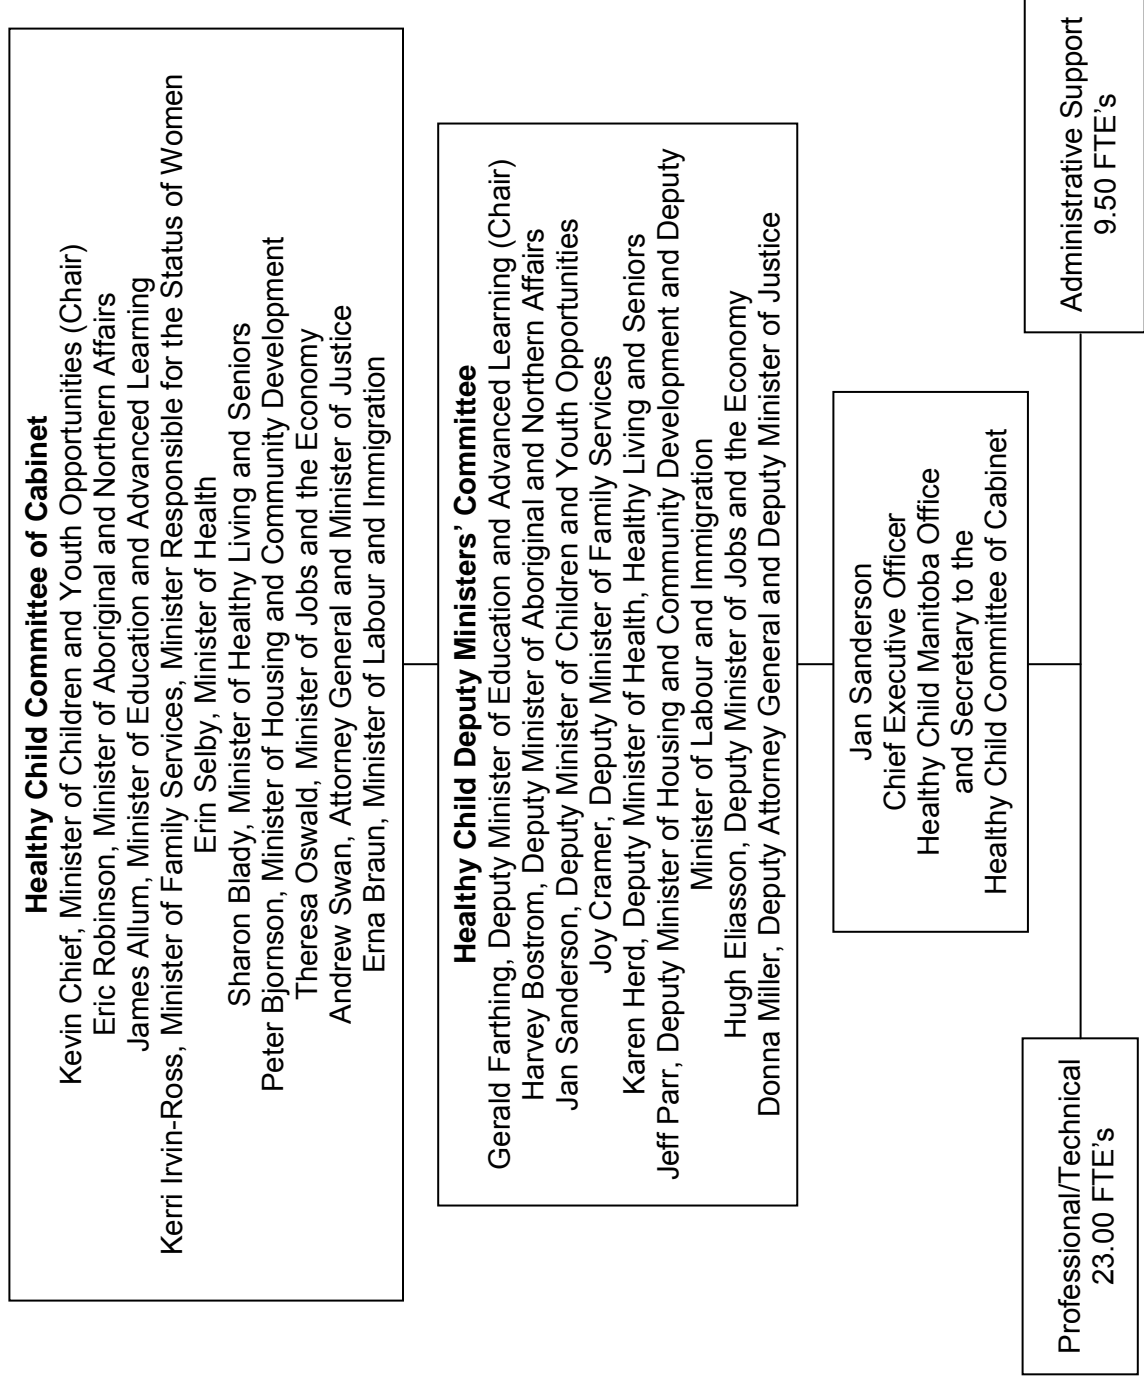 Healthy Child Committee of Cabinet
Kevin Chief, Minister of Children and Youth Opportunities (Chair)
Eric Robinson, Minister of Aboriginal and Northern Affairs
James Allum, Minister of Education and Advanced Learning
Kerri Irvin-Ross, Minister of Family Services, Minister Responsible for the Status of Women
Erin Selby, Minister of Health
Sharon Blady, Minister of Healthy Living and Seniors
Peter Bjornson, Minister of Housing and Community Development
Theresa Oswald, Minister of Jobs and the Economy
Andrew Swan, Attorney General and Minister of Justice
Erna Braun, Minister of Labour and Immigration
Healthy Child Deputy Ministers’ Committee
Gerald Farthing, Deputy Minister of Education and Advanced Learning (Chair)
Harvey Bostrom, Deputy Minister of Aboriginal and Northern Affairs
Jan Sanderson, Deputy Minister of Children and Youth Opportunities
Joy Cramer, Deputy Minister of Family Services
Karen Herd, Deputy Minister of Health, Healthy Living and Seniors
Jeff Parr, Deputy Minister of Housing and Community Development and Deputy
Minister of Labour and Immigration
Hugh Eliasson, Deputy Minister of Jobs and the Economy
Donna Miller, Deputy Attorney General and Deputy Minister of Justice
Jan Sanderson
Chief Executive Officer
Healthy Child Manitoba Office
and Secretary to the
Healthy Child Committee of Cabinet
Professional/Technical
23.00 FTE's
Administrative Support
9.50 FTE's